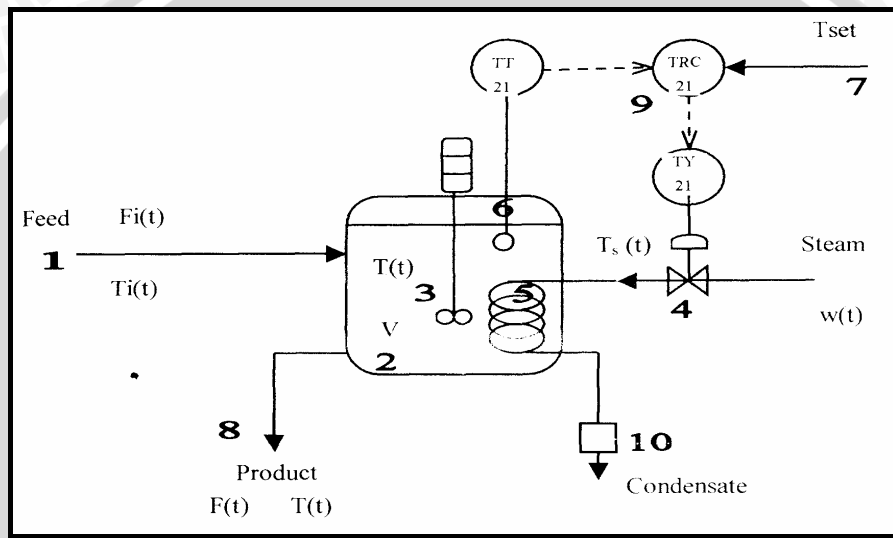 Tset
TT
21
TRC
21
9
7
TY
21
6
Feed
Fi(t)
1
Ti(t)
T(t)
3
V
2
5
Ts (t)
Steam
4
w(t)
8
Product
F(t)
T(t)
10
Condensate